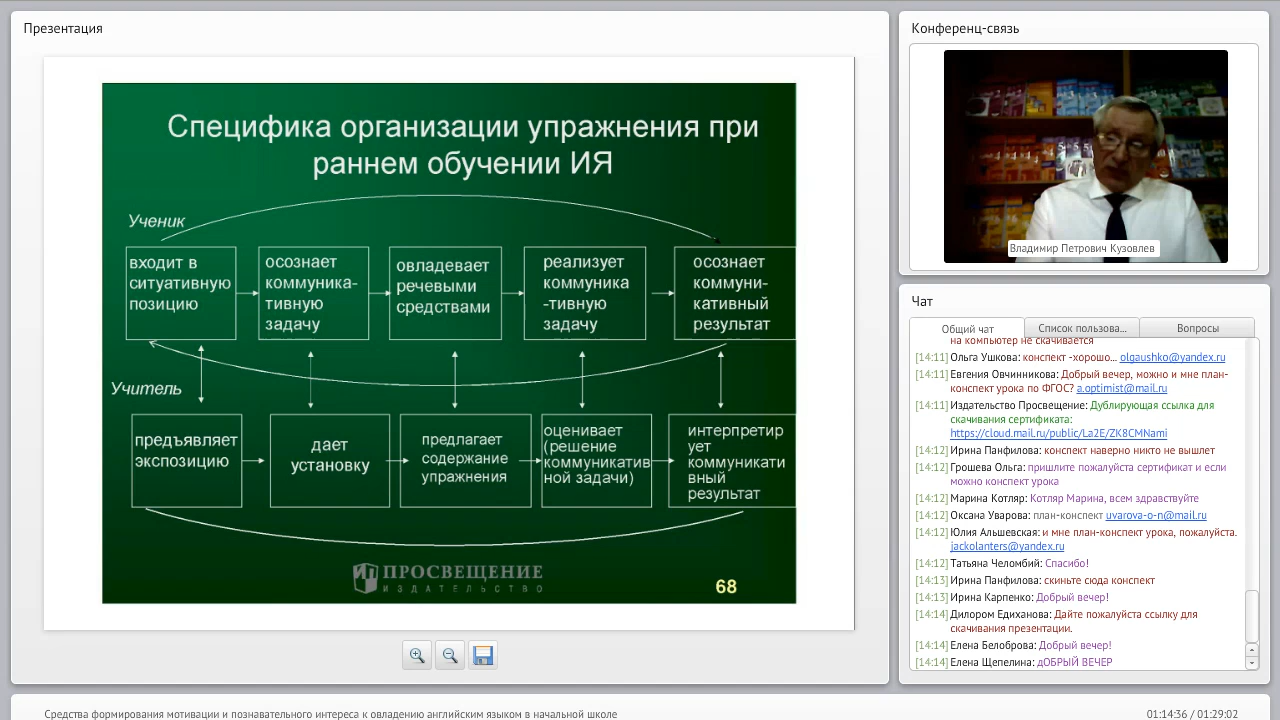 Презентация
Специфика организации упражнения при
раннем обучении ИЯ
Ученик
входит в
ситуативную
позицию
осознает
коммуника-
тивную
задачу
овладевает
речевыми
средствами
реализует
коммуника
-тивную
задачу
осознает
коммуни-
кативный
результат
Учитель
предъявляет
экспозицию
дает
установку
предлагает
содержание
упражнения
оценивает
(решение
коммуникатив
ной задачи)
интерпретир
ует
коммуникати
вный
результат
ПРОСВЕЩЕНИЕ
ИЗДАТЕЛЬСТВО
68
Конференц-связь
Владимир Петрович Кузовлев
Чат
Общий чат
Список пользова...
Вопросы
на компьютер не скачивается
[14:11] Ольга Ушкова: конспект -хорошо... olgaushko@yandex.ru
[14:11] Евгения Овчинникова: Добрый вечер, можно и мне план-
конспект урока по ФГОС? a.optimist@mail.ru
[14:11] Издательство Просвещение: Дублирующая ссылка для
скачивания сертификата:
https://cloud.mail.ru/public/La2E/ZK8CMNami
[14:12] Ирина Панфилова: конспект наверно никто не вышлет
[14:12] Грошева Ольга: пришлите пожалуйста сертификат и если
можно конспект урока
[14:12] Марина Котляр: Котляр Марина, всем здравствуйте
[14:12] Оксана Уварова: план-конспект uvarova-o-n@mail.ru
[14:12] Юлия Альшевская: и мне план-конспект урока, пожалуйста.
jackolanters@yandex.ru
[14:12] Татьяна Челомбий: Спасибо!
[14:13] Ирина Панфилова: скиньте сюда конспект
[14:13] Ирина Карпенко: Добрый вечер!
[14:14] Дилором Едиханова: Дайте пожалуйста ссылку для
скачивания презентации.
[14:14] Елена Белоброва: Добрый вечер!
[14:14] Елена Щепелина: дОБРЫЙ ВЕЧЕР
Средства формирования мотивации и познавательного интереса к овладению английским языком в начальной школе
01:14:36 / 01:29:02